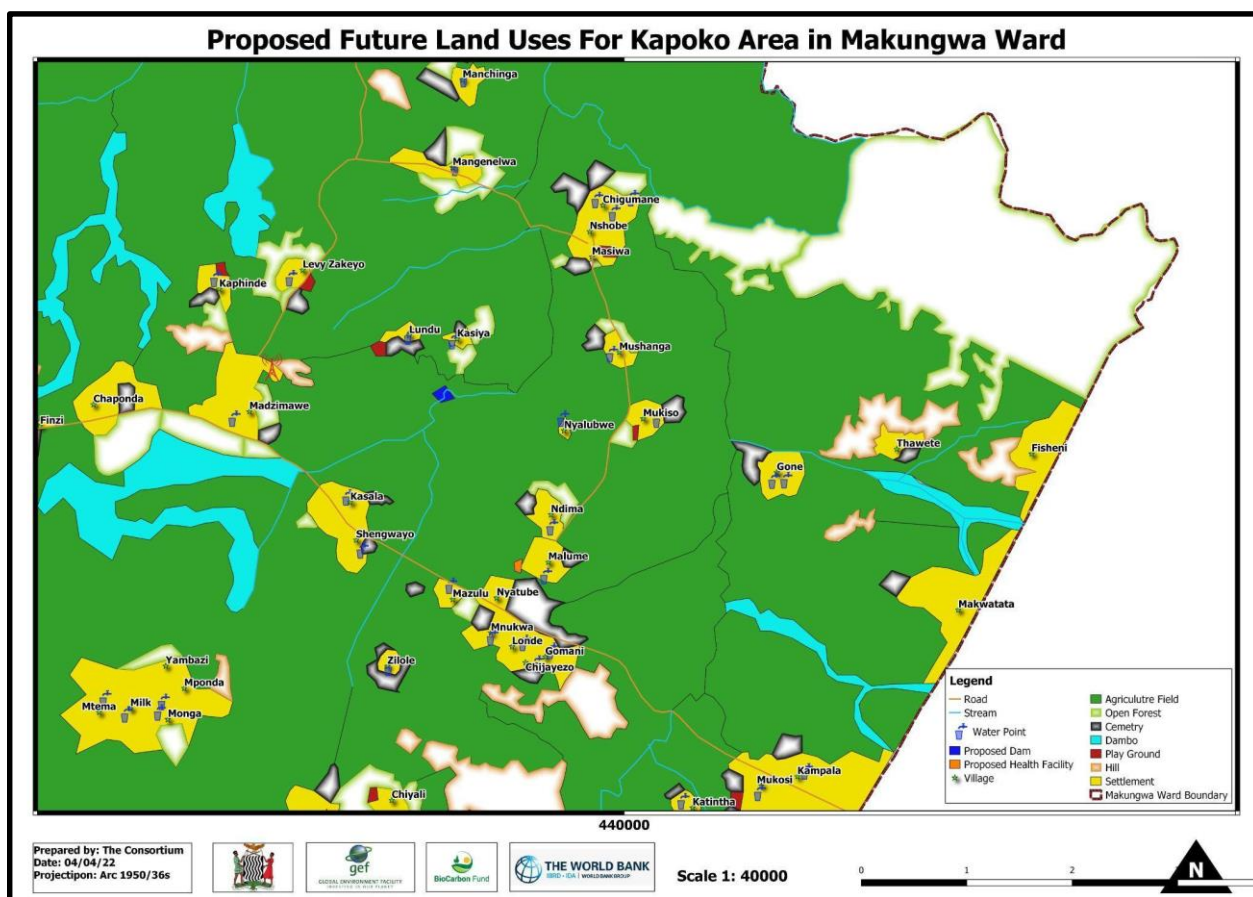 Proposed Future Land Uses For Kapoko Area in Makungwa Ward
Manchinga
Mangenelwa
Chigumane
Nshobe
Masiwa
Levy Zakeyo
Kaphinde
Lundu
Kasiya
Mushanga
Chaponda
Madzimawe
Finzi
Nyalubwe
Mukiso
Thawete
Fisheni
Gone
Kasala
Ndima
Shengwayo
Malume
Mazulu
Nyatube
Makwatata
Mnukwa
Londe
Gomani
Chijayezo
Zilole
Yambazi
Mponda
Mtema
Milk
Monga
Kampala
Mukosi
Chiyali
Katintha
Legend
Road
Stream
Water Point
Proposed Dam
Proposed Health Facility
Village
Agriculutre Field
Open Forest
Cemetry
Dambo
Play Ground
Hill
Settlement
Makungwa Ward Boundary
440000
Prepared by: The Consortium
Date: 04/04/22
Projectipon: Arc 1950/36s
gef
GLOBAL ENVIRONMENT FACILITY
INVESTING IN OUR PLANET
BioCarbon Fund
THE WORLD BANK
IBRD • IDA | WORLD BANK GROUP
Scale 1: 40000
0 1 2
N